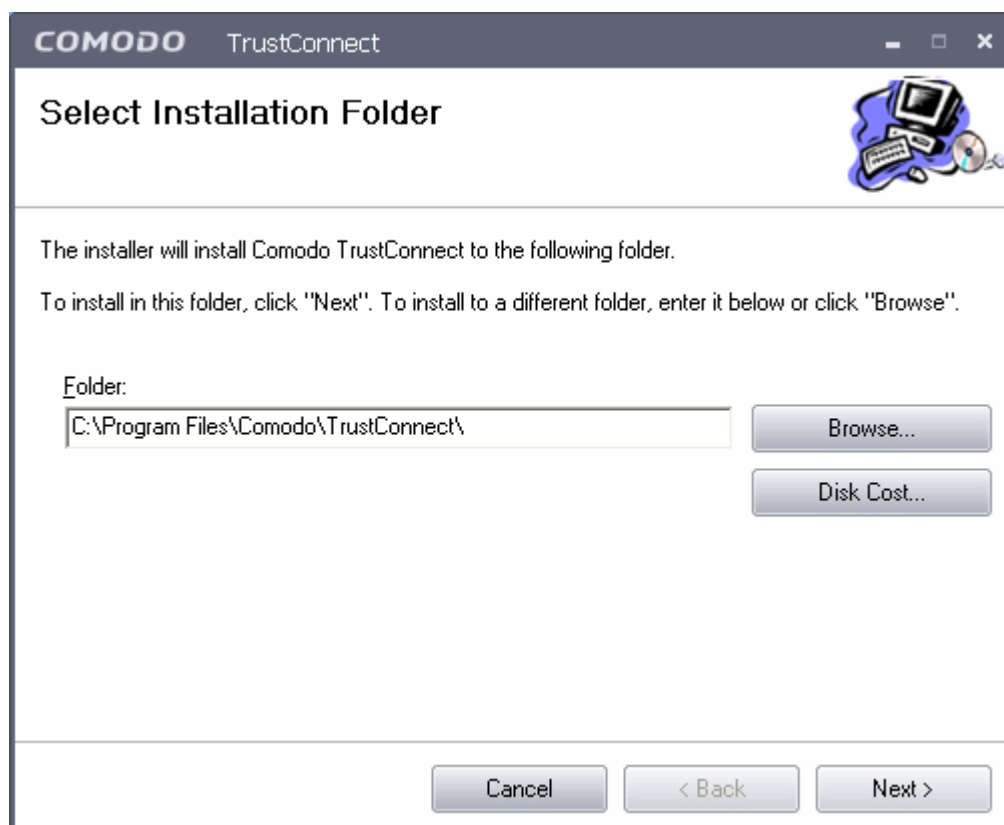 COMODO TrustConnect
Select Installation Folder
The installer will install Comodo TrustConnect to the following folder.
To install in this folder, click "Next". To install to a different folder, enter it below or click "Browse".
Folder:
C:\Program Files\Comodo\TrustConnect\
Browse...
Disk Cost...
Cancel
< Back
Next >